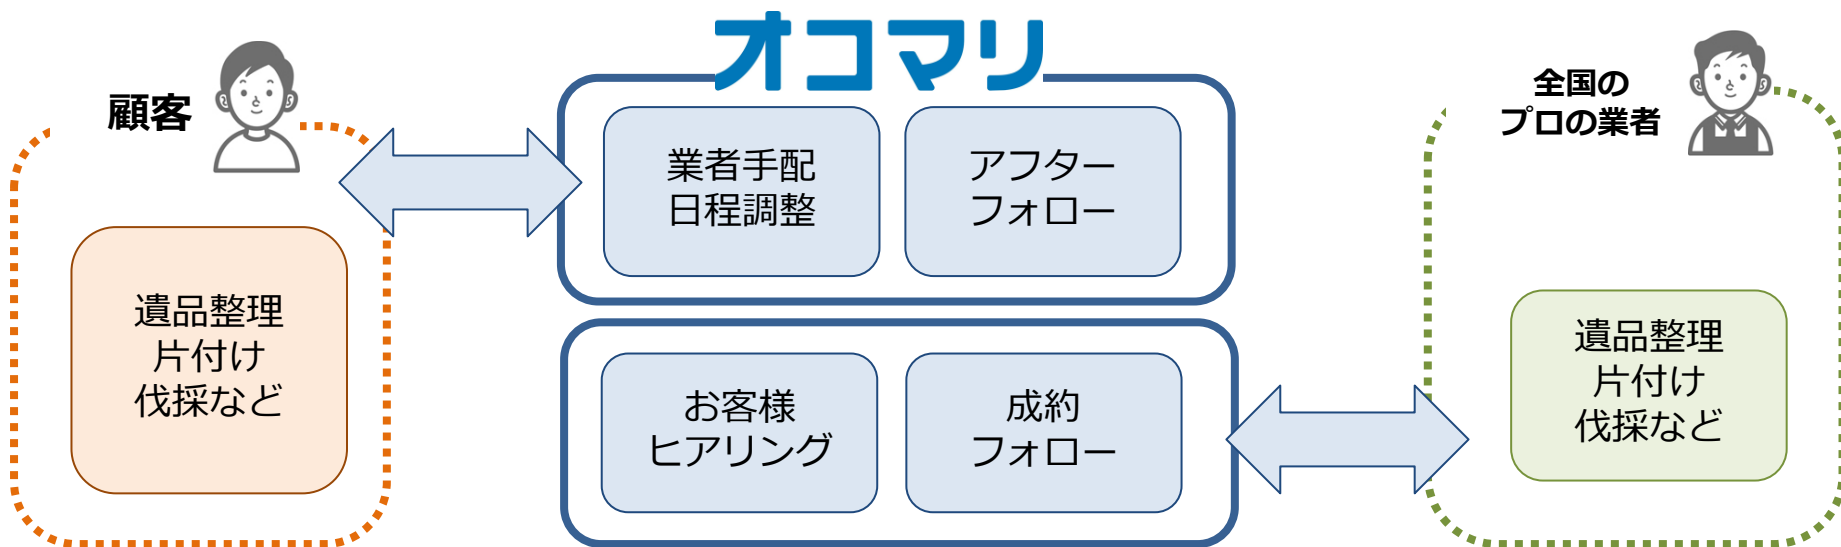 オコマリ
顧客
遺品整理
片付け
伐採など
業者手配
日程調整
アフター
フォロー
お客様
ヒアリング
成約
フォロー
全国の
プロの業者
遺品整理
片付け
伐採など